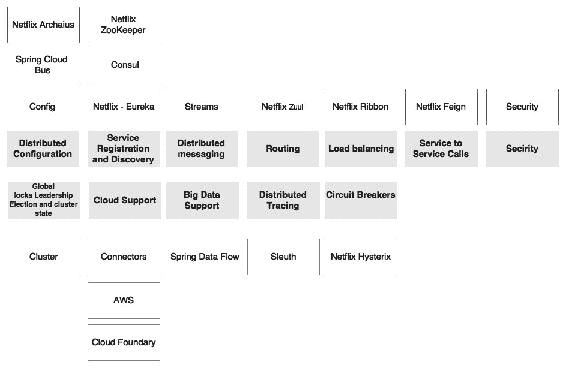 Netflix Archaius
Netflix
ZooKeeper
Spring Cloud
Bus
Consul
Config
Netflix - Eureka
Streams
Netflix Zuul
Netflix Ribbon
Netflix Feign
Security
Distributed
Configuration
Service
Registration
and Discovery
Distributed
messaging
Routing
Load balancing
Service to
Service Calls
Secirity
Global
locks Leadership
Election and cluster
state
Cloud Support
Big Data
Support
Distributed
Tracing
Circuit Breakers
Cluster
Connectors
Spring Data Flow
Sleuth
Netflix Hysterix
AWS
Cloud Foundary